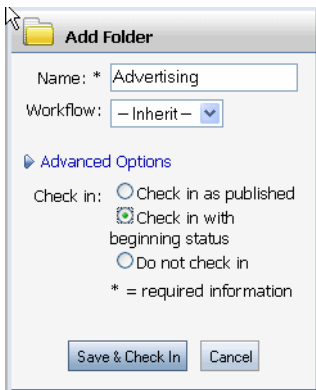 Add Folder
Name: * Advertising
Workflow: – Inherit –
Advanced Options
Check in: Check in as published
Check in with
beginning status
Do not check in
* = required information
Save & Check In Cancel